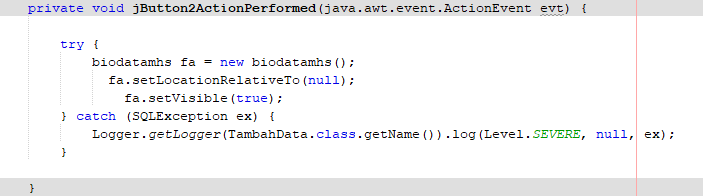 private void jButton2ActionPerformed(java.awt.event.ActionEvent evt) {
try {
biodatamhs fa = new biodatamhs();
fa.setLocationRelativeTo(null);
fa.setVisible(true);
} catch (SQLException ex) {
Logger.getLogger(TambahData.class.getName()).log(Level.SEVERE, null, ex);
}
}